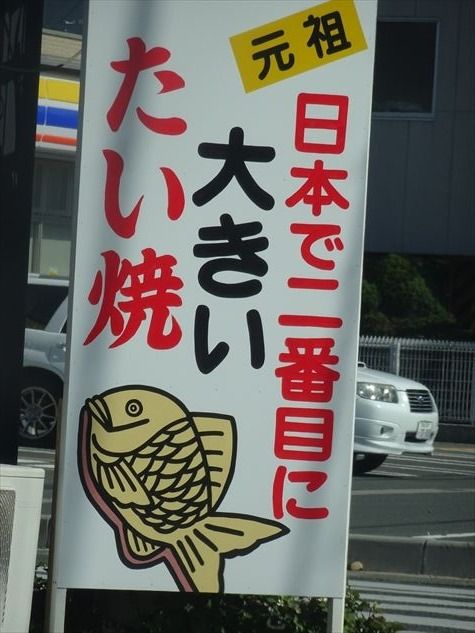 元祖
日本で二番目に
大きい
たい焼